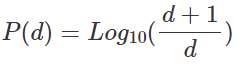 P(d) = Log₁₀((d + 1)/d)